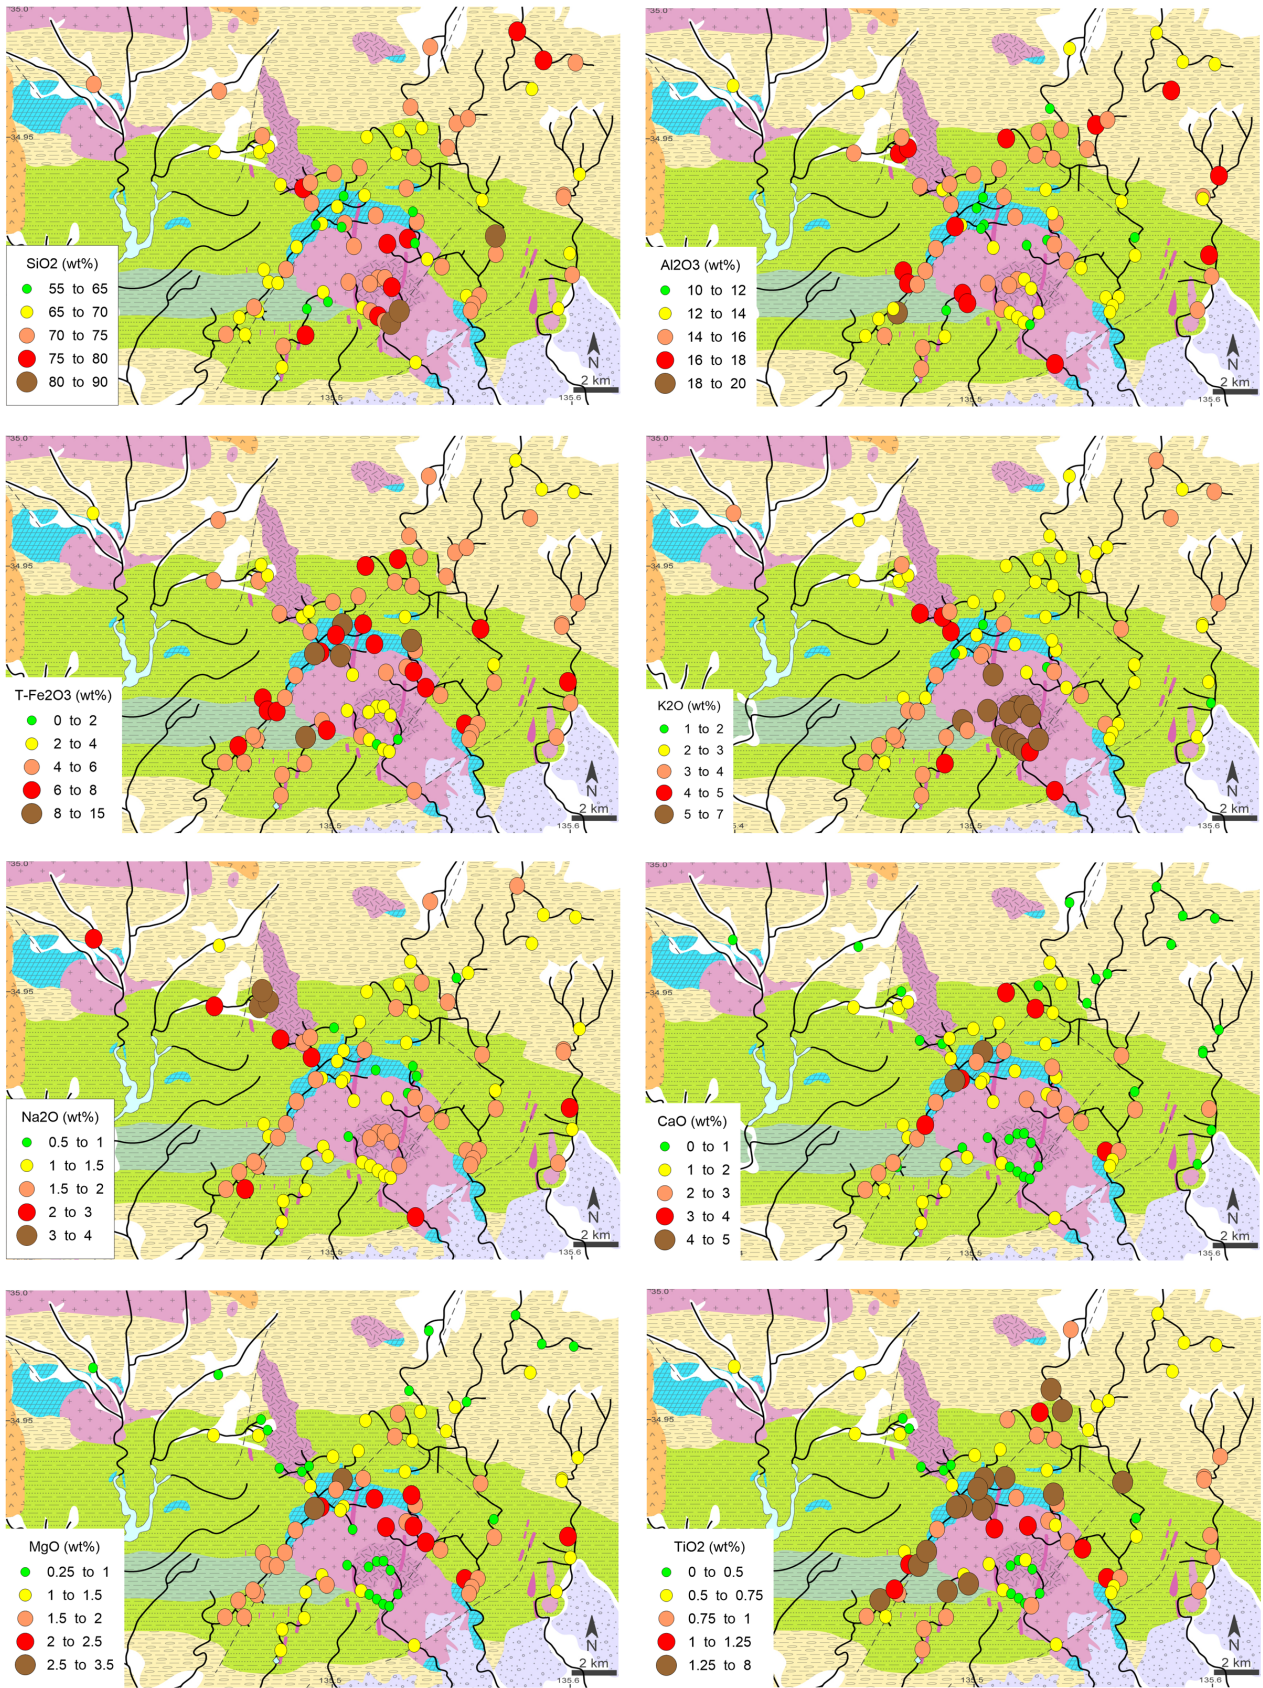 35.0
34.95
SiO2 (wt%)
55 to 65
65 to 70
70 to 75
75 to 80
80 to 90
N
2 km
135.5
135.6
35.0
34.95
Al2O3 (wt%)
10 to 12
12 to 14
14 to 16
16 to 18
18 to 20
N
2 km
135.5
135.6
35.0
34.95
T-Fe2O3 (wt%)
0 to 2
2 to 4
4 to 6
6 to 8
8 to 15
N
2 km
135.5
135.6
35.0
34.95
K2O (wt%)
1 to 2
2 to 3
3 to 4
4 to 5
5 to 7
N
2 km
135.5
135.6
35.0
34.95
Na2O (wt%)
0.5 to 1
1 to 1.5
1.5 to 2
2 to 3
3 to 4
N
2 km
135.5
135.6
35.0
34.95
CaO (wt%)
0 to 1
1 to 2
2 to 3
3 to 4
4 to 5
N
2 km
135.5
135.6
35.0
34.95
MgO (wt%)
0.25 to 1
1 to 1.5
1.5 to 2
2 to 2.5
2.5 to 3.5
N
2 km
135.5
135.6
35.0
34.95
TiO2 (wt%)
0 to 0.5
0.5 to 0.75
0.75 to 1
1 to 1.25
1.25 to 8
N
2 km
135.5
135.6